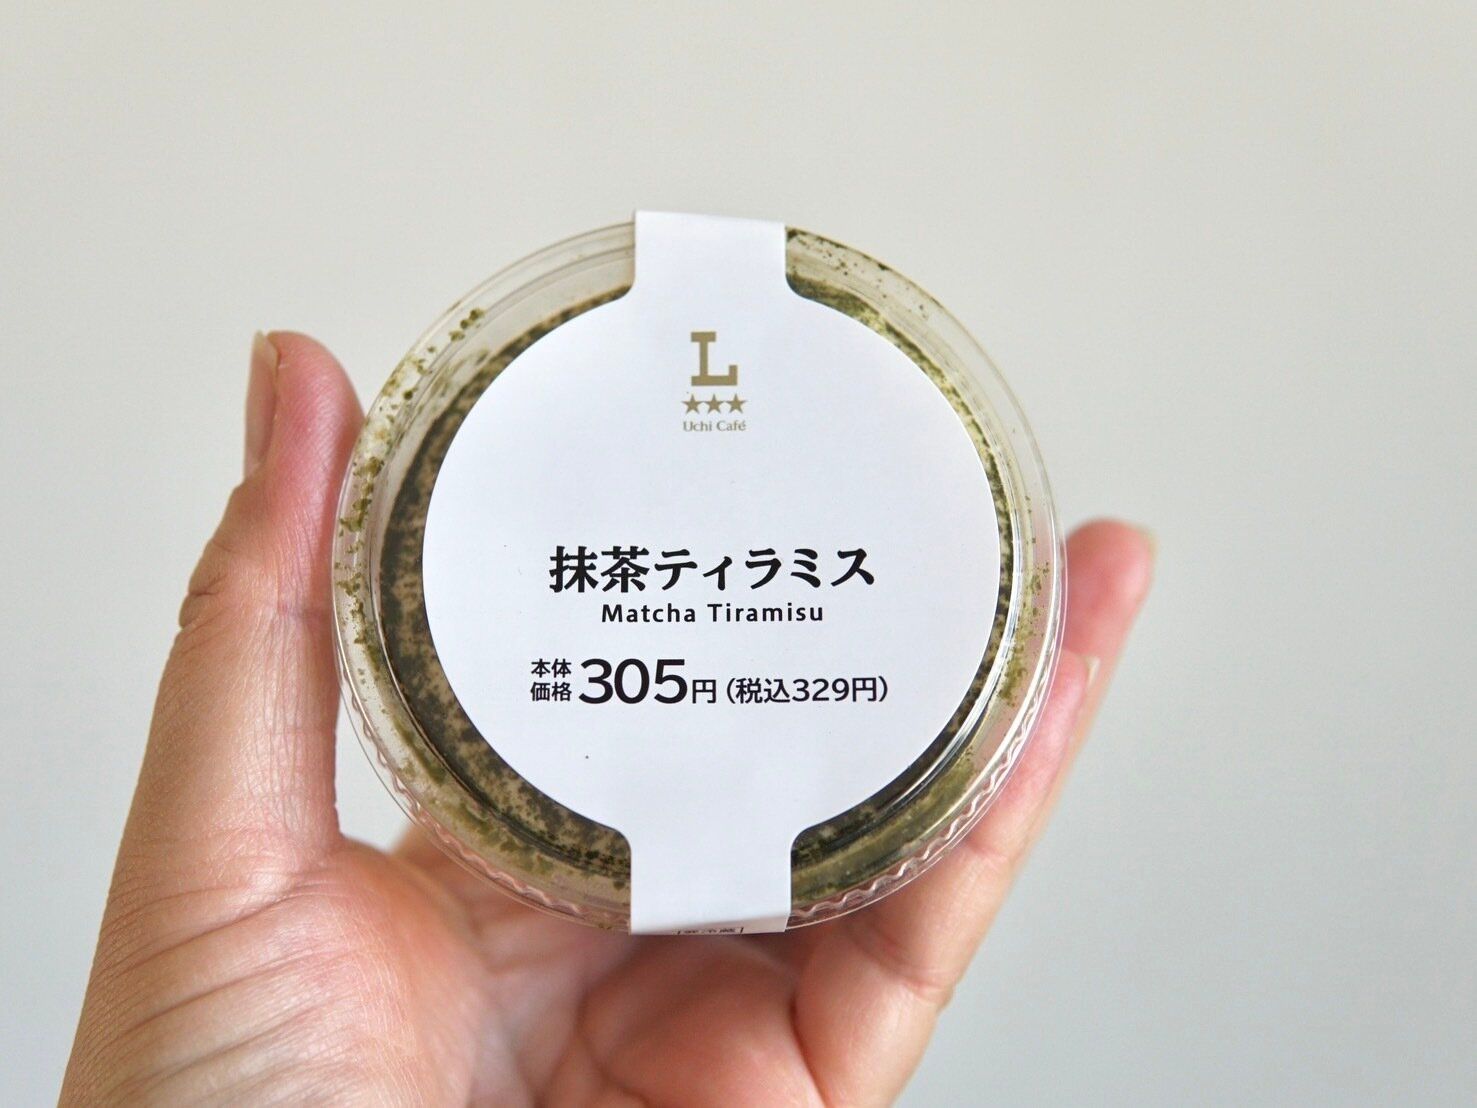 L
★★★
Uchi Café
抹茶ティラミス
Matcha Tiramisu
本体価格 305円 (税込329円)